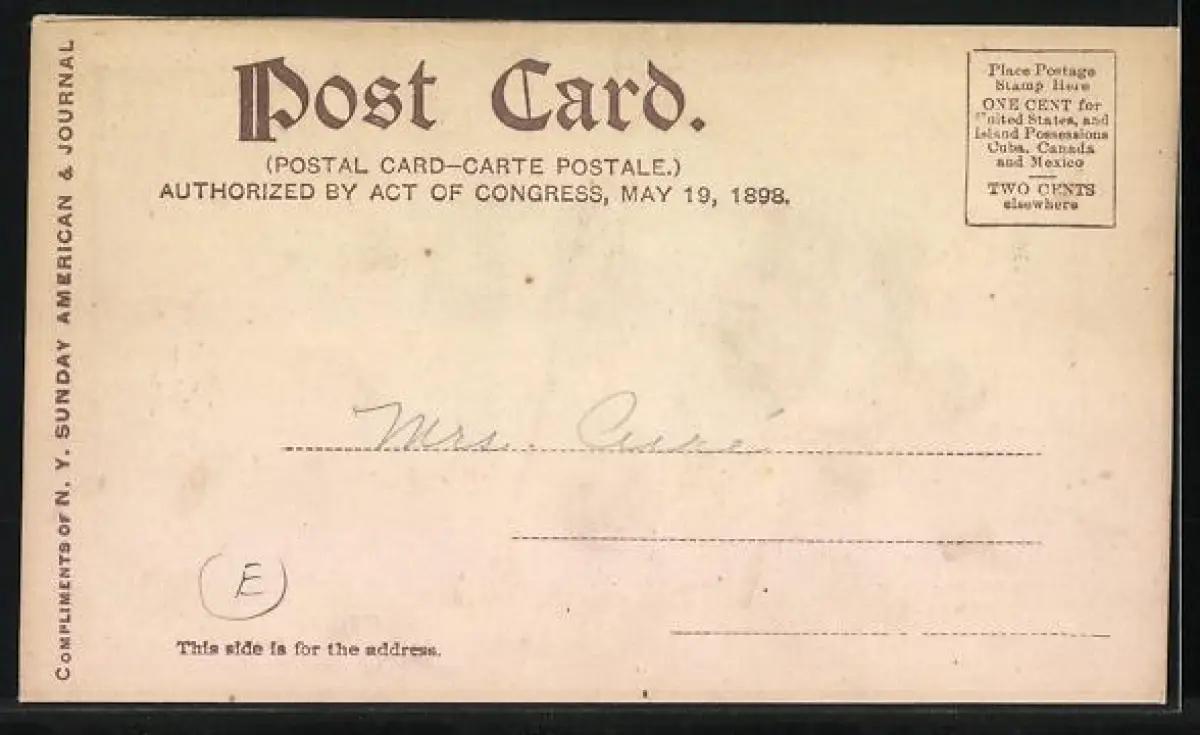 Post Card.
(POSTAL CARD—CARTE POSTALE.)
AUTHORIZED BY ACT OF CONGRESS, MAY 19, 1898.
Place Postage
Stamp Here
ONE CENT for
United States, and
Island Possessions
Cuba, Canada
and Mexico
TWO CENTS
elsewhere
COMPLIMENTS OF N. Y. SUNDAY AMERICAN & JOURNAL
Mrs.
E
This side is for the address.